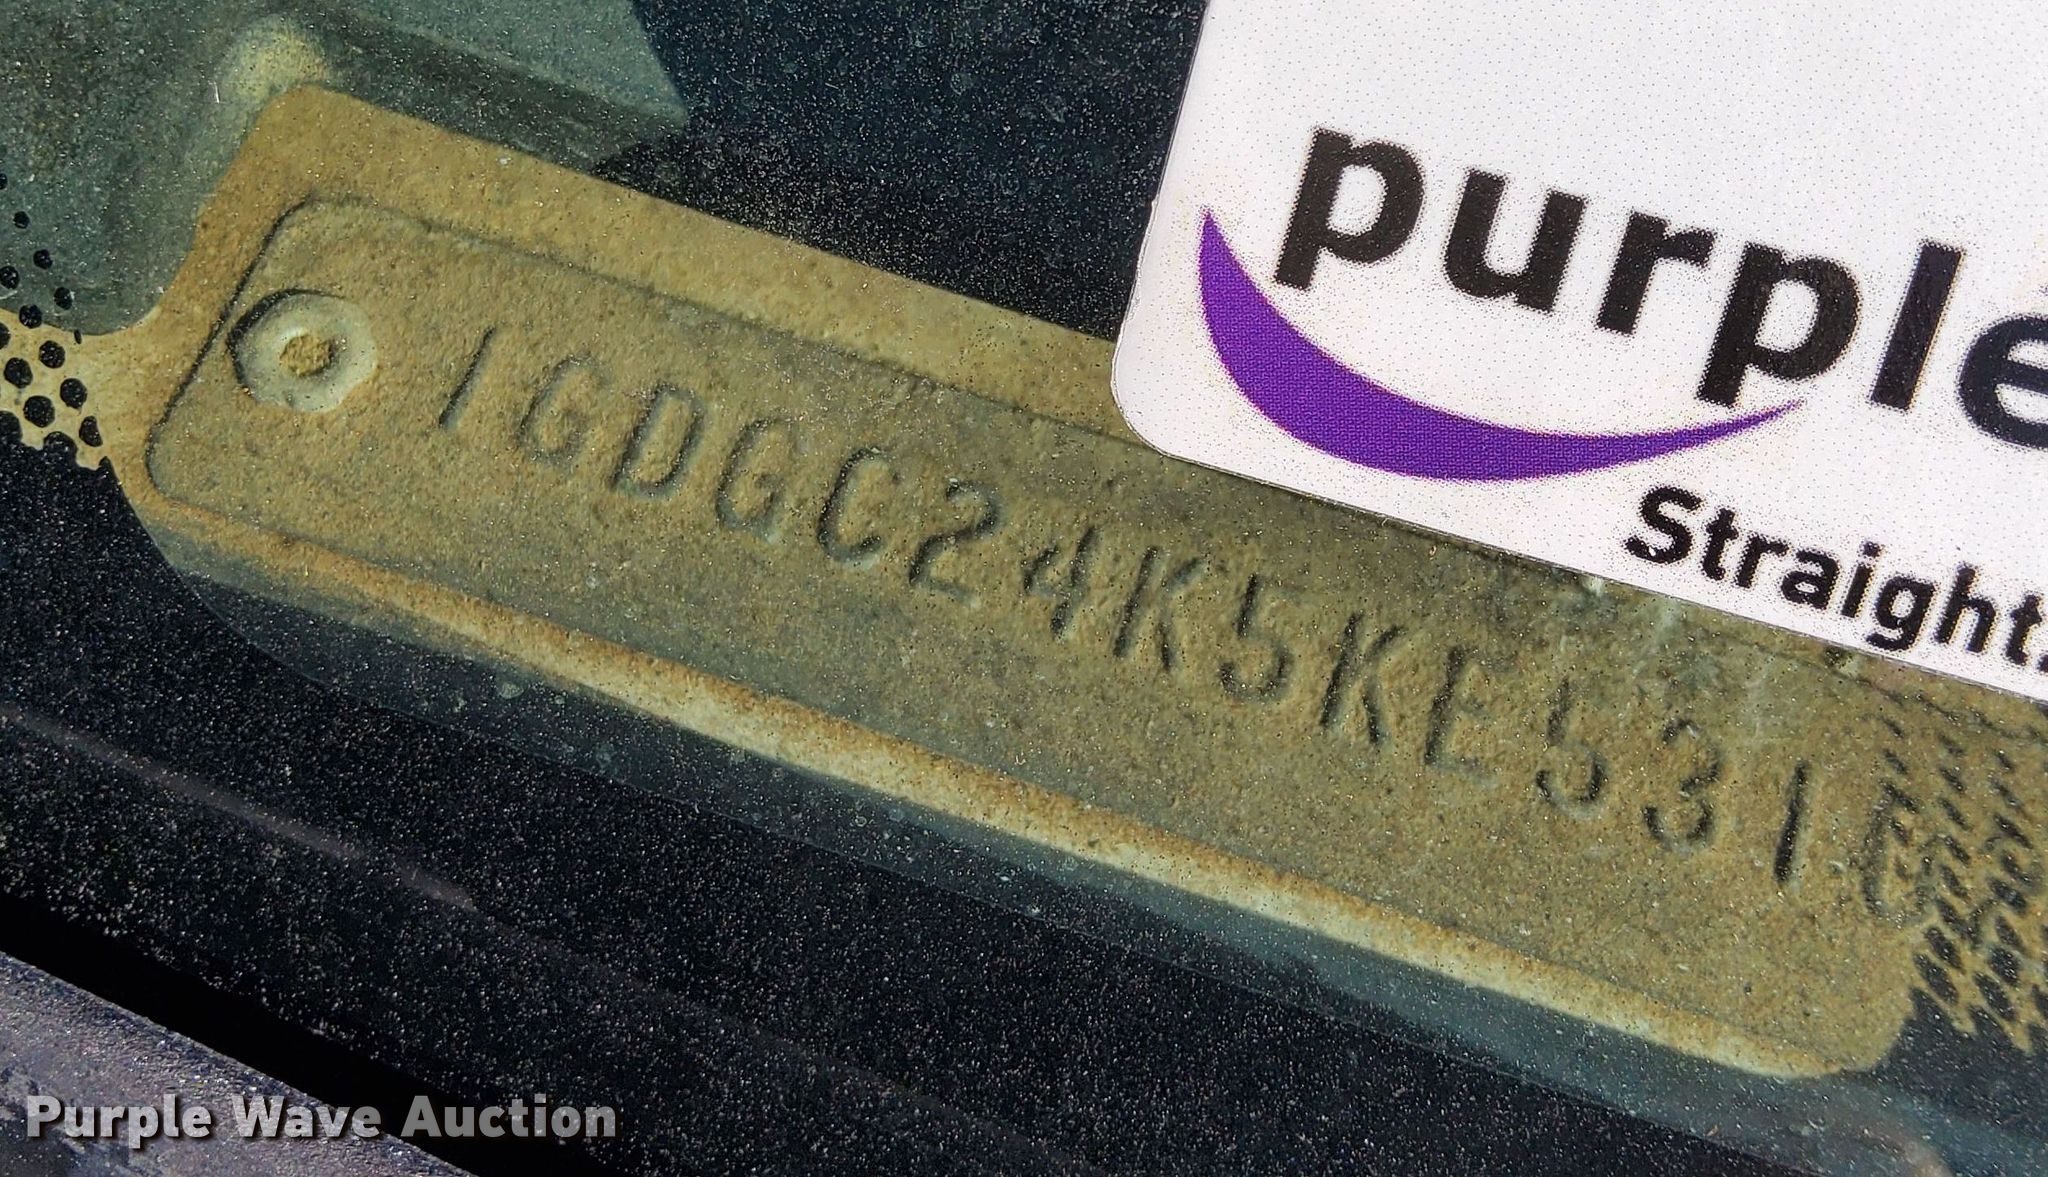 purple
Straight.
1GDGC24K5KE531
Purple Wave Auction